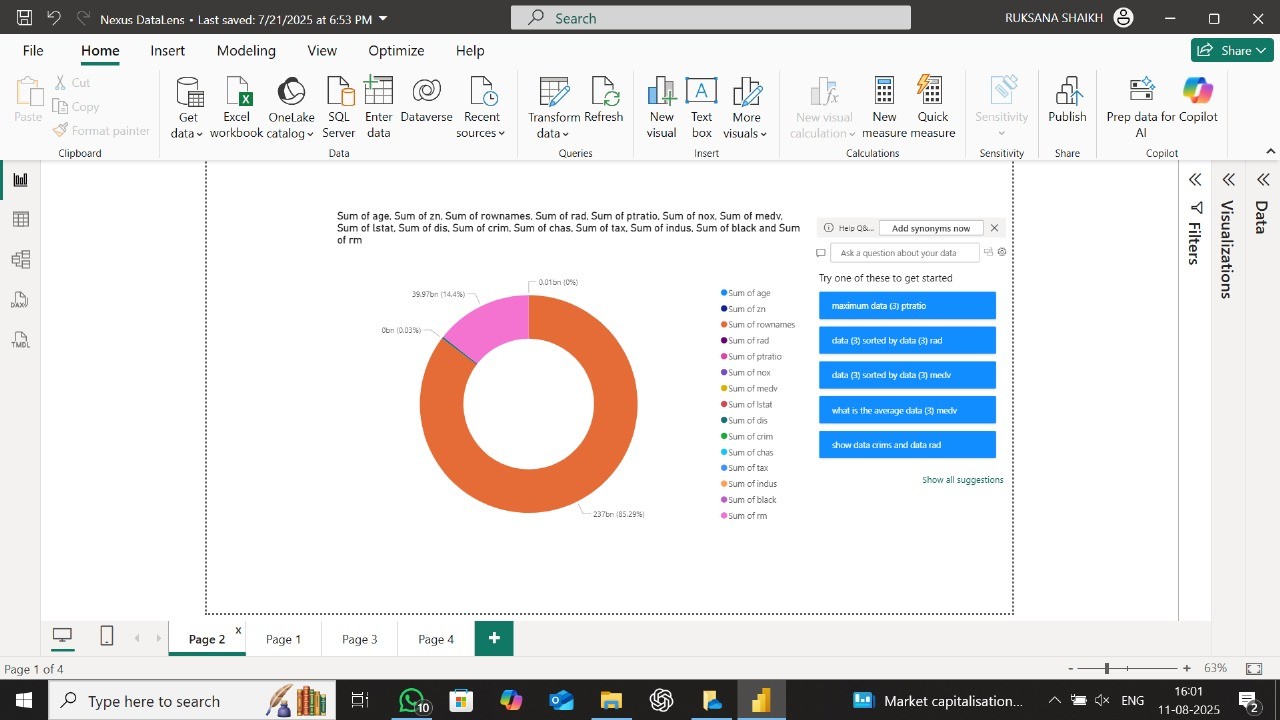 Nexus DataLens • Last saved: 7/21/2025 at 6:53 PM
Search
RUKSANA SHAIKH
File Home Insert Modeling View Optimize Help
Share
Paste
Cut
Copy
Format painter
Clipboard
Get data
Excel workbook
OneLake catalog
SQL Server
Enter data
Dataverse
Recent sources
Data
Transform data
Refresh
Queries
New visual
Text box
More visuals
Insert
New visual calculation
New measure
Quick measure
Calculations
Sensitivity
Sensitivity
Publish
Share
Prep data for AI
Copilot
Copilot
Sum of age, Sum of zn, Sum of rownames, Sum of rad, Sum of ptratio, Sum of nox, Sum of medv,
Sum of lstat, Sum of dis, Sum of crim, Sum of chas, Sum of tax, Sum of indus, Sum of black and Sum
of rm
0.01bn (0%)
39.97bn (14.4%)
0bn (0.03%)
237bn (85.29%)
Sum of age
Sum of zn
Sum of rownames
Sum of rad
Sum of ptratio
Sum of nox
Sum of medv
Sum of lstat
Sum of dis
Sum of crim
Sum of chas
Sum of tax
Sum of indus
Sum of black
Sum of rm
Help Q&... Add synonyms now
Ask a question about your data
Try one of these to get started
maximum data (3) ptratio
data (3) sorted by data (3) rad
data (3) sorted by data (3) medv
what is the average data (3) medv
show data crims and data rad
Show all suggestions
Filters
Visualizations
Data
DAX
TMDL
Page 2 x
Page 1
Page 3
Page 4
+
Page 1 of 4
- + 63%
Type here to search
10
Market capitalisation...
ENG
16:01
11-08-2025
2